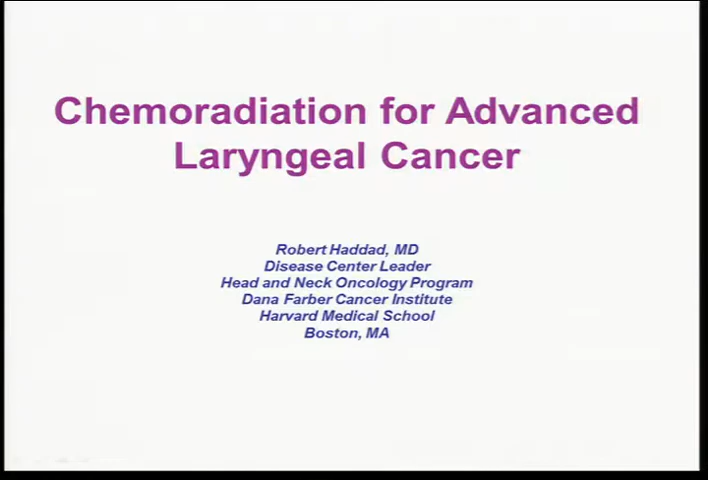 Chemoradiation for Advanced
Laryngeal Cancer
Robert Haddad, MD
Disease Center Leader
Head and Neck Oncology Program
Dana Farber Cancer Institute
Harvard Medical School
Boston, MA